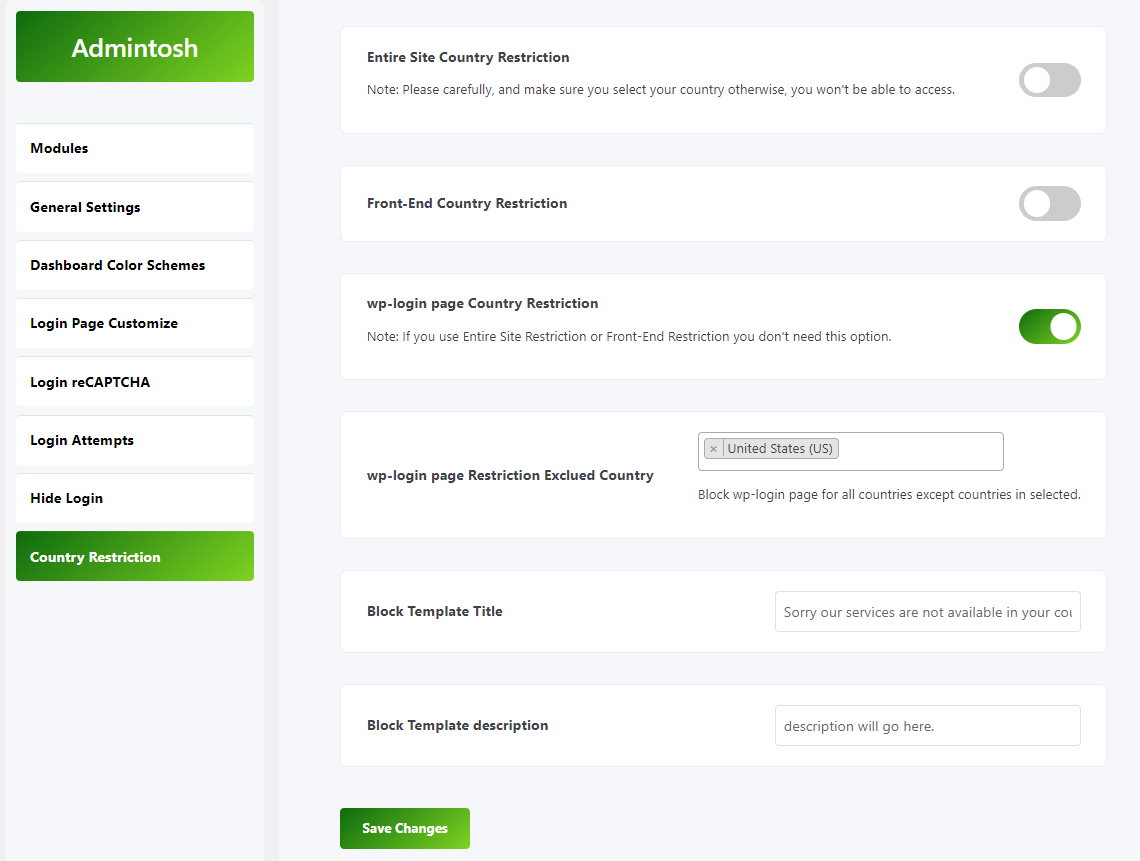 Admintosh
Modules
General Settings
Dashboard Color Schemes
Login Page Customize
Login reCAPTCHA
Login Attempts
Hide Login
Country Restriction
Entire Site Country Restriction
Note: Please carefully, and make sure you select your country otherwise, you won't be able to access.
Front-End Country Restriction
wp-login page Country Restriction
Note: If you use Entire Site Restriction or Front-End Restriction you don't need this option.
wp-login page Restriction Exclued Country
× United States (US)
Block wp-login page for all countries except countries in selected.
Block Template Title
Sorry our services are not available in your cou
Block Template description
description will go here.
Save Changes